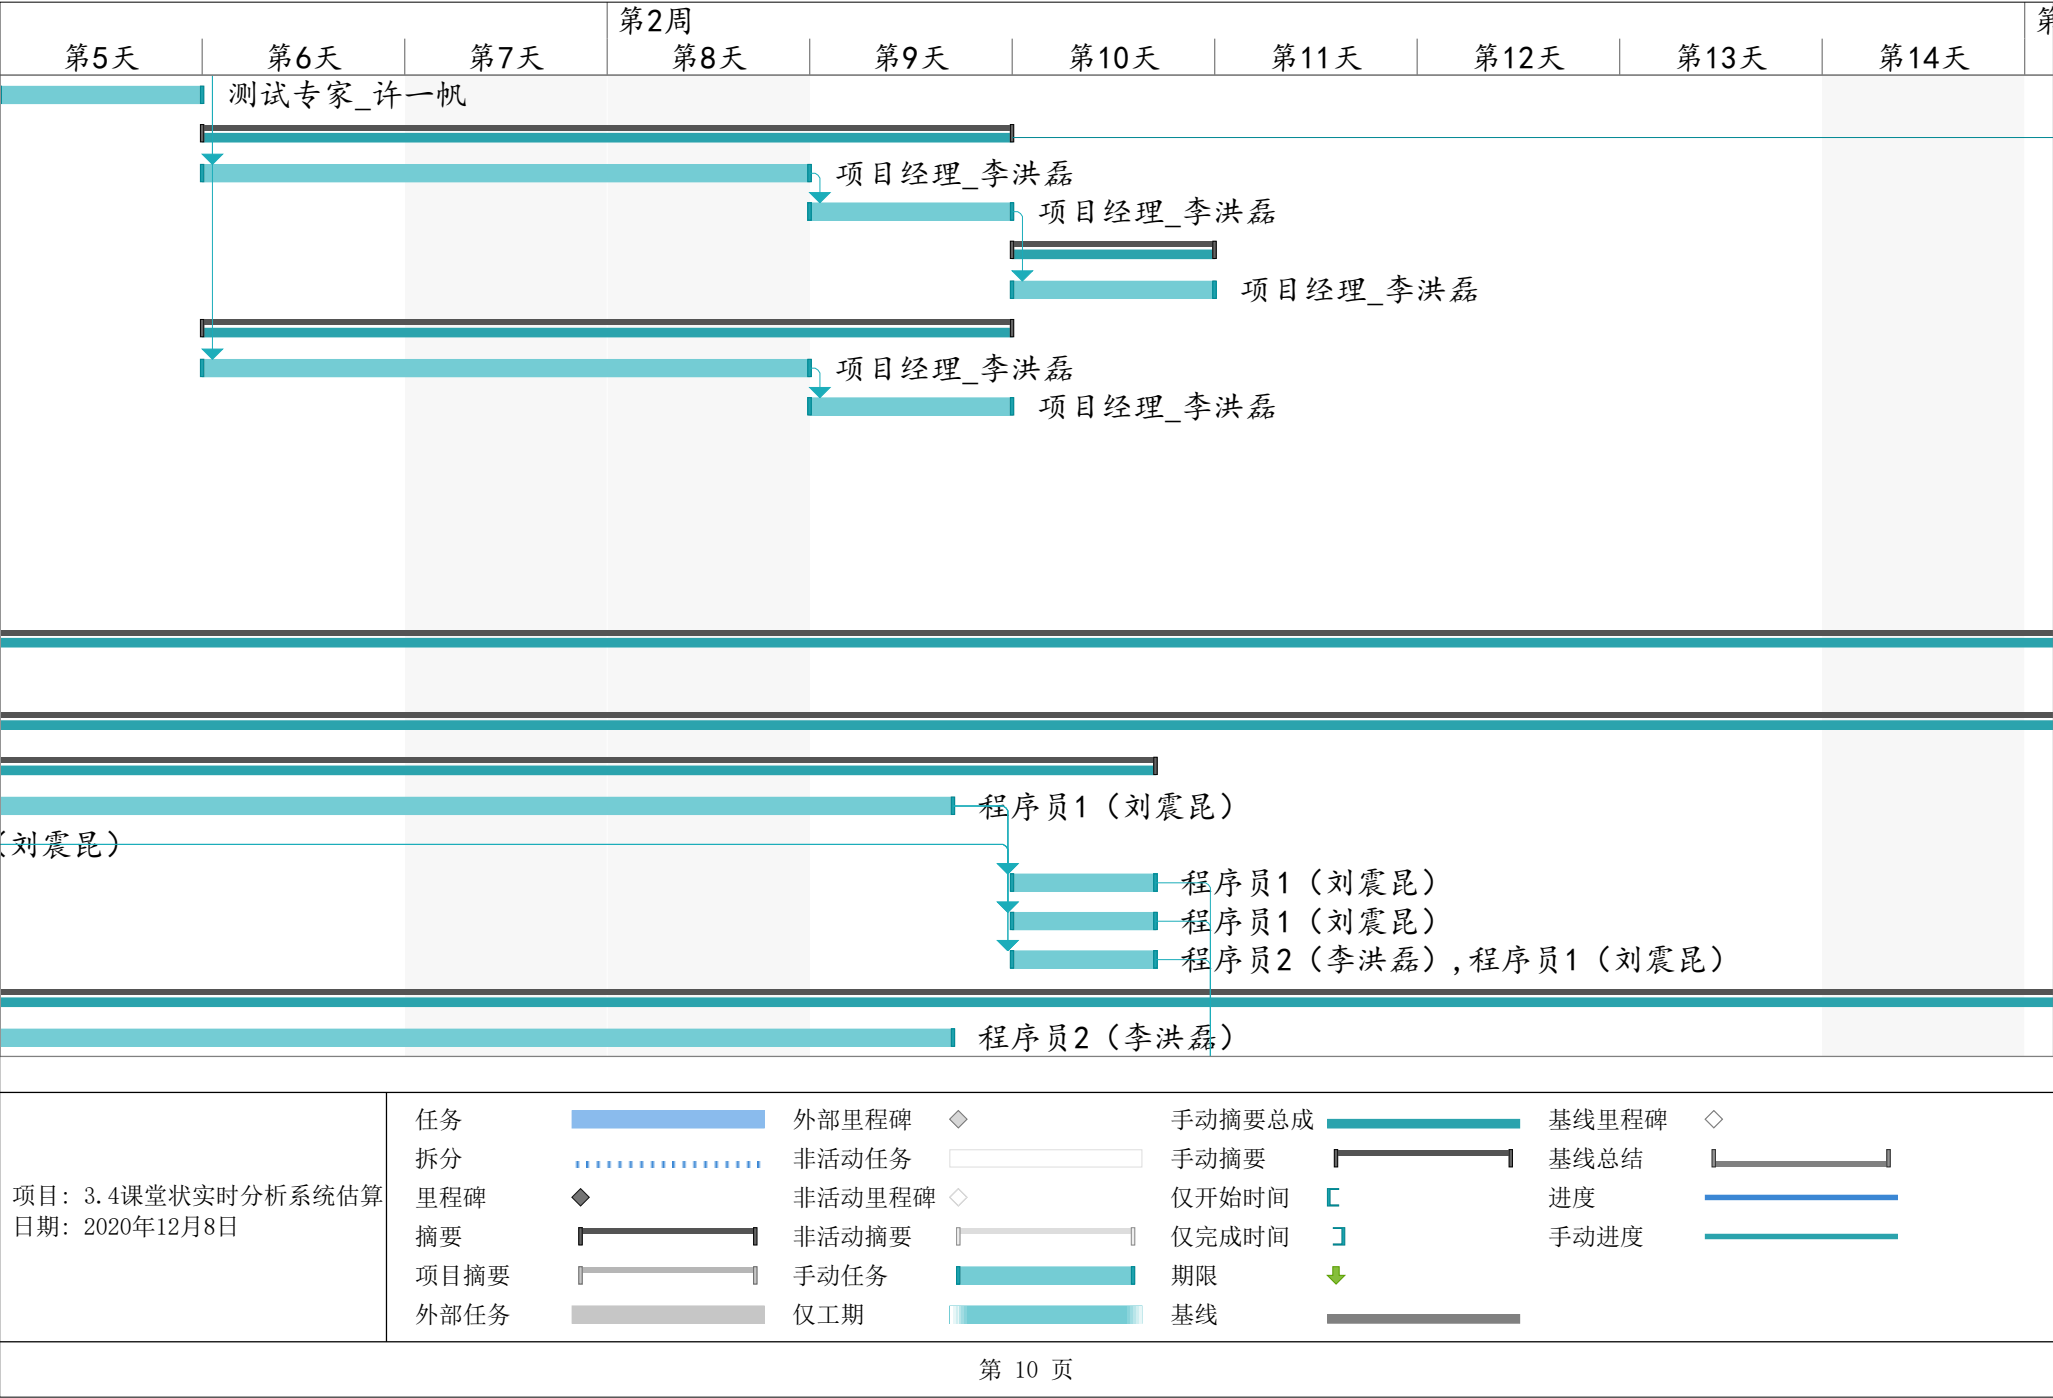 第2周
第
第5天 第6天 第7天 第8天 第9天 第10天 第11天 第12天 第13天 第14天
测试专家_许一帆
项目经理_李洪磊
项目经理_李洪磊
项目经理_李洪磊
项目经理_李洪磊
项目经理_李洪磊
程序员1（刘震昆）
（刘震昆）
程序员1（刘震昆）
程序员1（刘震昆）
程序员2（李洪磊）,程序员1（刘震昆）
程序员2（李洪磊）
项目: 3.4课堂状实时分析系统估算
日期: 2020年12月8日
任务
拆分
里程碑
摘要
项目摘要
外部任务
外部里程碑
非活动任务
非活动里程碑
非活动摘要
手动任务
仅工期
手动摘要总成
手动摘要
仅开始时间
仅完成时间
期限
基线
基线里程碑
基线总结
进度
手动进度
第 10 页